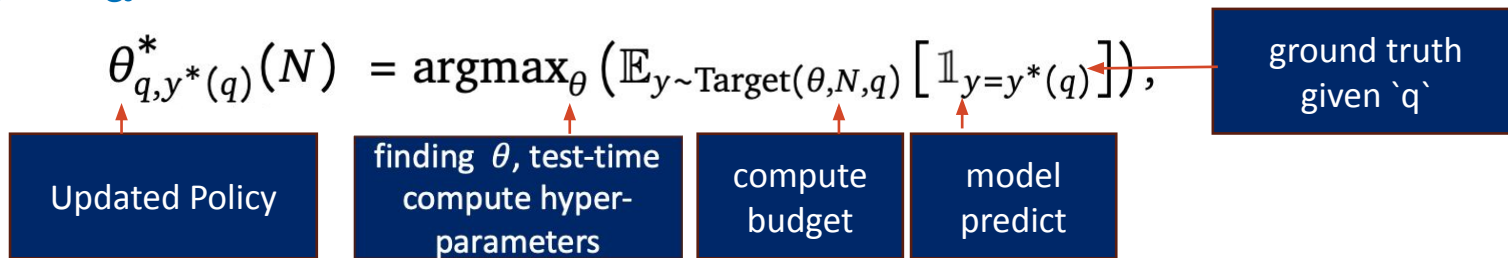 θ*_{q,y*(q)}(N) = argmax_θ (𝔼_{y~Target(θ,N,q)} [𝟙_{y=y*(q)}]),
ground truth
given `q`
Updated Policy
finding θ, test-time
compute hyper-
parameters
compute
budget
model
predict